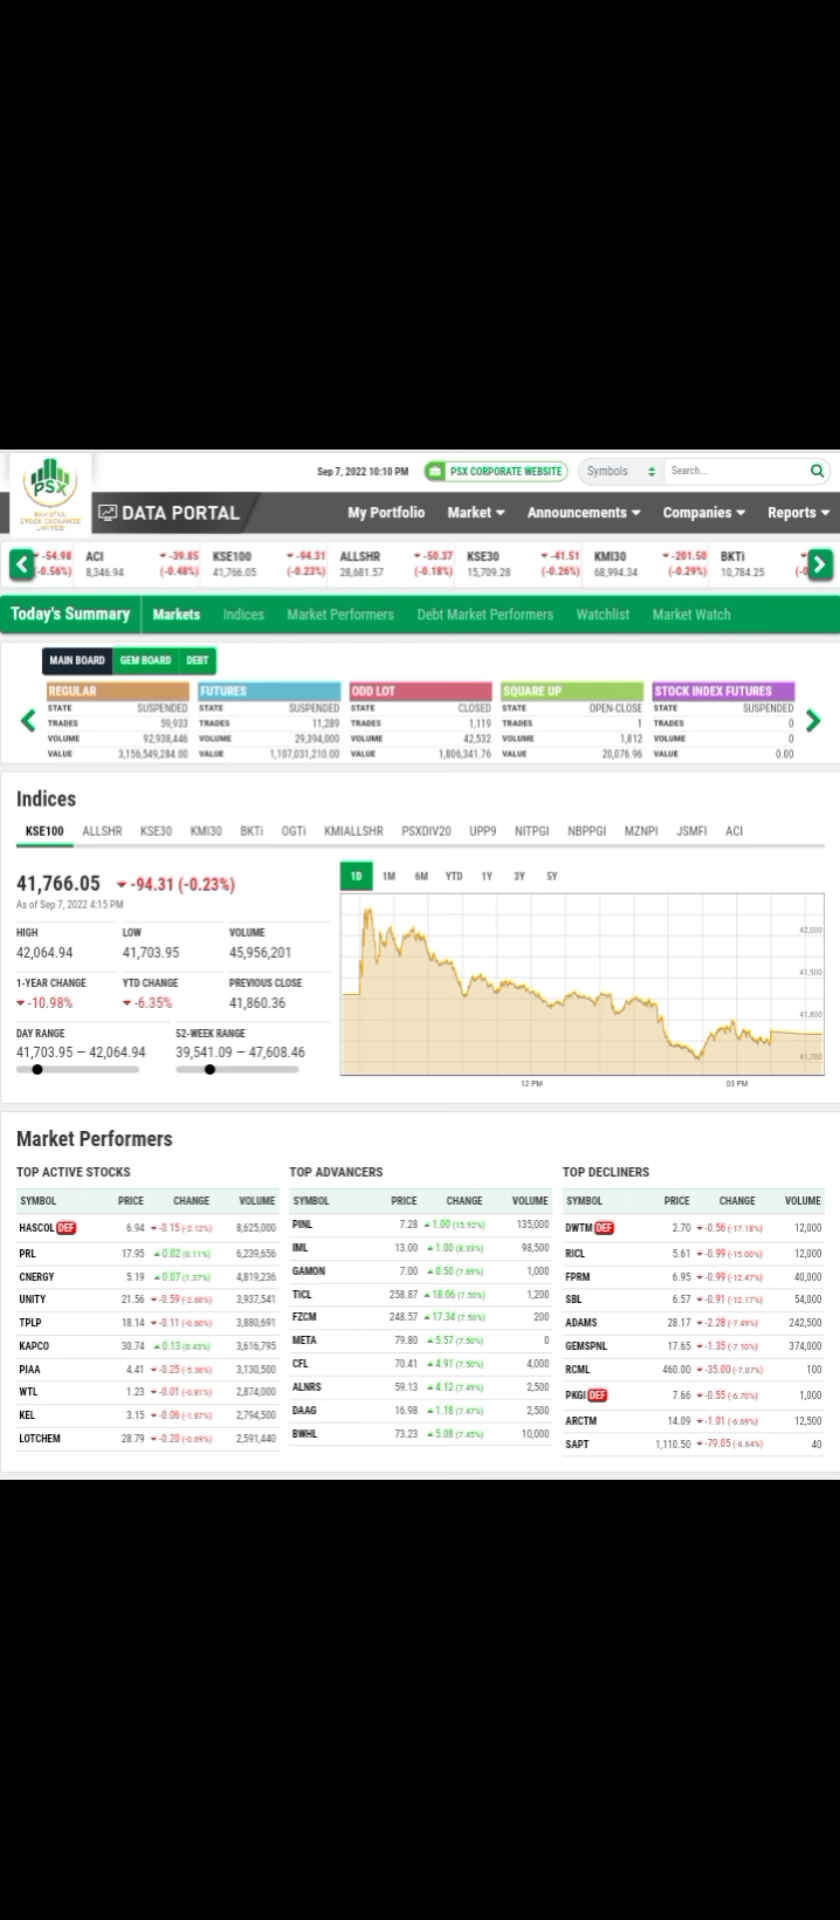 PSX
PAKISTAN
STOCK EXCHANGE
LIMITED
Sep 7, 2022 10:10 PM PSX CORPORATE WEBSITE Symbols Search...
DATA PORTAL My Portfolio Market Announcements Companies Reports
-54.98 ACI -39.85 KSE100 -94.31 ALLSHR -50.37 KSE30 -41.51 KMI30 -201.50 BKTi
(-0.56%) 8,346.94 (-0.48%) 41,766.05 (-0.23%) 28,681.57 (-0.18%) 15,709.28 (-0.26%) 68,994.34 (-0.29%) 10,784.25 (-0
Today's Summary Markets Indices Market Performers Debt Market Performers Watchlist Market Watch
MAIN BOARD GEM BOARD DEBT
REGULAR FUTURES ODD LOT SQUARE UP STOCK INDEX FUTURES
STATE SUSPENDED STATE SUSPENDED STATE CLOSED STATE OPEN-CLOSE STATE SUSPENDED
TRADES 59,933 TRADES 11,289 TRADES 1,119 TRADES 1 TRADES 0
VOLUME 92,938,446 VOLUME 29,394,000 VOLUME 42,532 VOLUME 1,812 VOLUME 0
VALUE 3,156,549,284.00 VALUE 1,107,031,210.00 VALUE 1,806,341.76 VALUE 20,076.96 VALUE 0.00
Indices
KSE100 ALLSHR KSE30 KMI30 BKTi OGTi KMIALLSHR PSXDIV20 UPP9 NITPGI NBPPGI MZNPI JSMFI ACI
41,766.05 -94.31 (-0.23%)
As of Sep 7, 2022 4:15 PM
HIGH LOW VOLUME
42,064.94 41,703.95 45,956,201
1-YEAR CHANGE YTD CHANGE PREVIOUS CLOSE
-10.98% -6.35% 41,860.36
DAY RANGE 52-WEEK RANGE
41,703.95 — 42,064.94 39,541.09 — 47,608.46
1D 1M 6M YTD 1Y 3Y 5Y
42,000
41,900
41,800
41,700
12 PM 03 PM
Market Performers
TOP ACTIVE STOCKS
SYMBOL PRICE CHANGE VOLUME
HASCOL DEF 6.94 -0.15 (-2.12%) 8,625,000
PRL 17.95 0.02 (0.11%) 6,239,656
CNERGY 5.19 0.07 (1.37%) 4,819,236
UNITY 21.56 -0.59 (-2.66%) 3,937,541
TPLP 18.14 -0.11 (-0.60%) 3,880,691
KAPCO 30.74 0.13 (0.43%) 3,616,795
PIAA 4.41 -0.25 (-5.36%) 3,130,500
WTL 1.23 -0.01 (-0.81%) 2,874,000
KEL 3.15 -0.06 (-1.87%) 2,794,500
LOTCHEM 28.79 -0.20 (-0.69%) 2,591,440
TOP ADVANCERS
SYMBOL PRICE CHANGE VOLUME
PINL 7.28 1.00 (15.92%) 135,000
IML 13.00 1.00 (8.33%) 98,500
GAMON 7.00 0.50 (7.69%) 1,000
TICL 258.87 18.06 (7.50%) 1,200
FZCM 248.57 17.34 (7.50%) 200
META 79.80 5.57 (7.50%) 0
CFL 70.41 4.91 (7.50%) 4,000
ALNRS 59.13 4.12 (7.49%) 2,500
DAAG 16.98 1.18 (7.47%) 2,500
BWHL 73.23 5.08 (7.45%) 10,000
TOP DECLINERS
SYMBOL PRICE CHANGE VOLUME
DWTM DEF 2.70 -0.56 (-17.18%) 12,000
RICL 5.61 -0.99 (-15.00%) 12,000
FPRM 6.95 -0.99 (-12.47%) 40,000
SBL 6.57 -0.91 (-12.17%) 54,000
ADAMS 28.17 -2.28 (-7.49%) 242,500
GEMSPNL 17.65 -1.35 (-7.10%) 374,000
RCML 460.00 -35.00 (-7.07%) 100
PKGI DEF 7.66 -0.55 (-6.70%) 1,000
ARCTM 14.09 -1.01 (-6.69%) 12,500
SAPT 1,110.50 -79.05 (-6.64%) 40